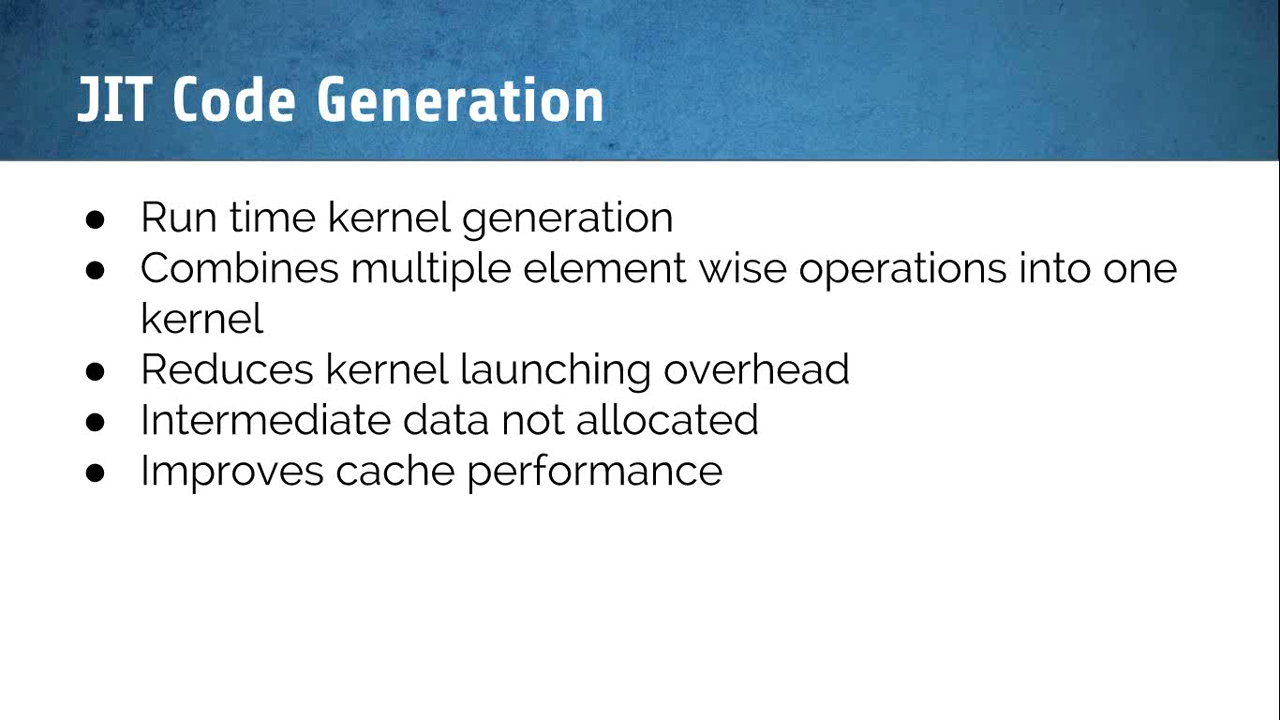 JIT Code Generation
● Run time kernel generation
● Combines multiple element wise operations into one
kernel
● Reduces kernel launching overhead
● Intermediate data not allocated
● Improves cache performance